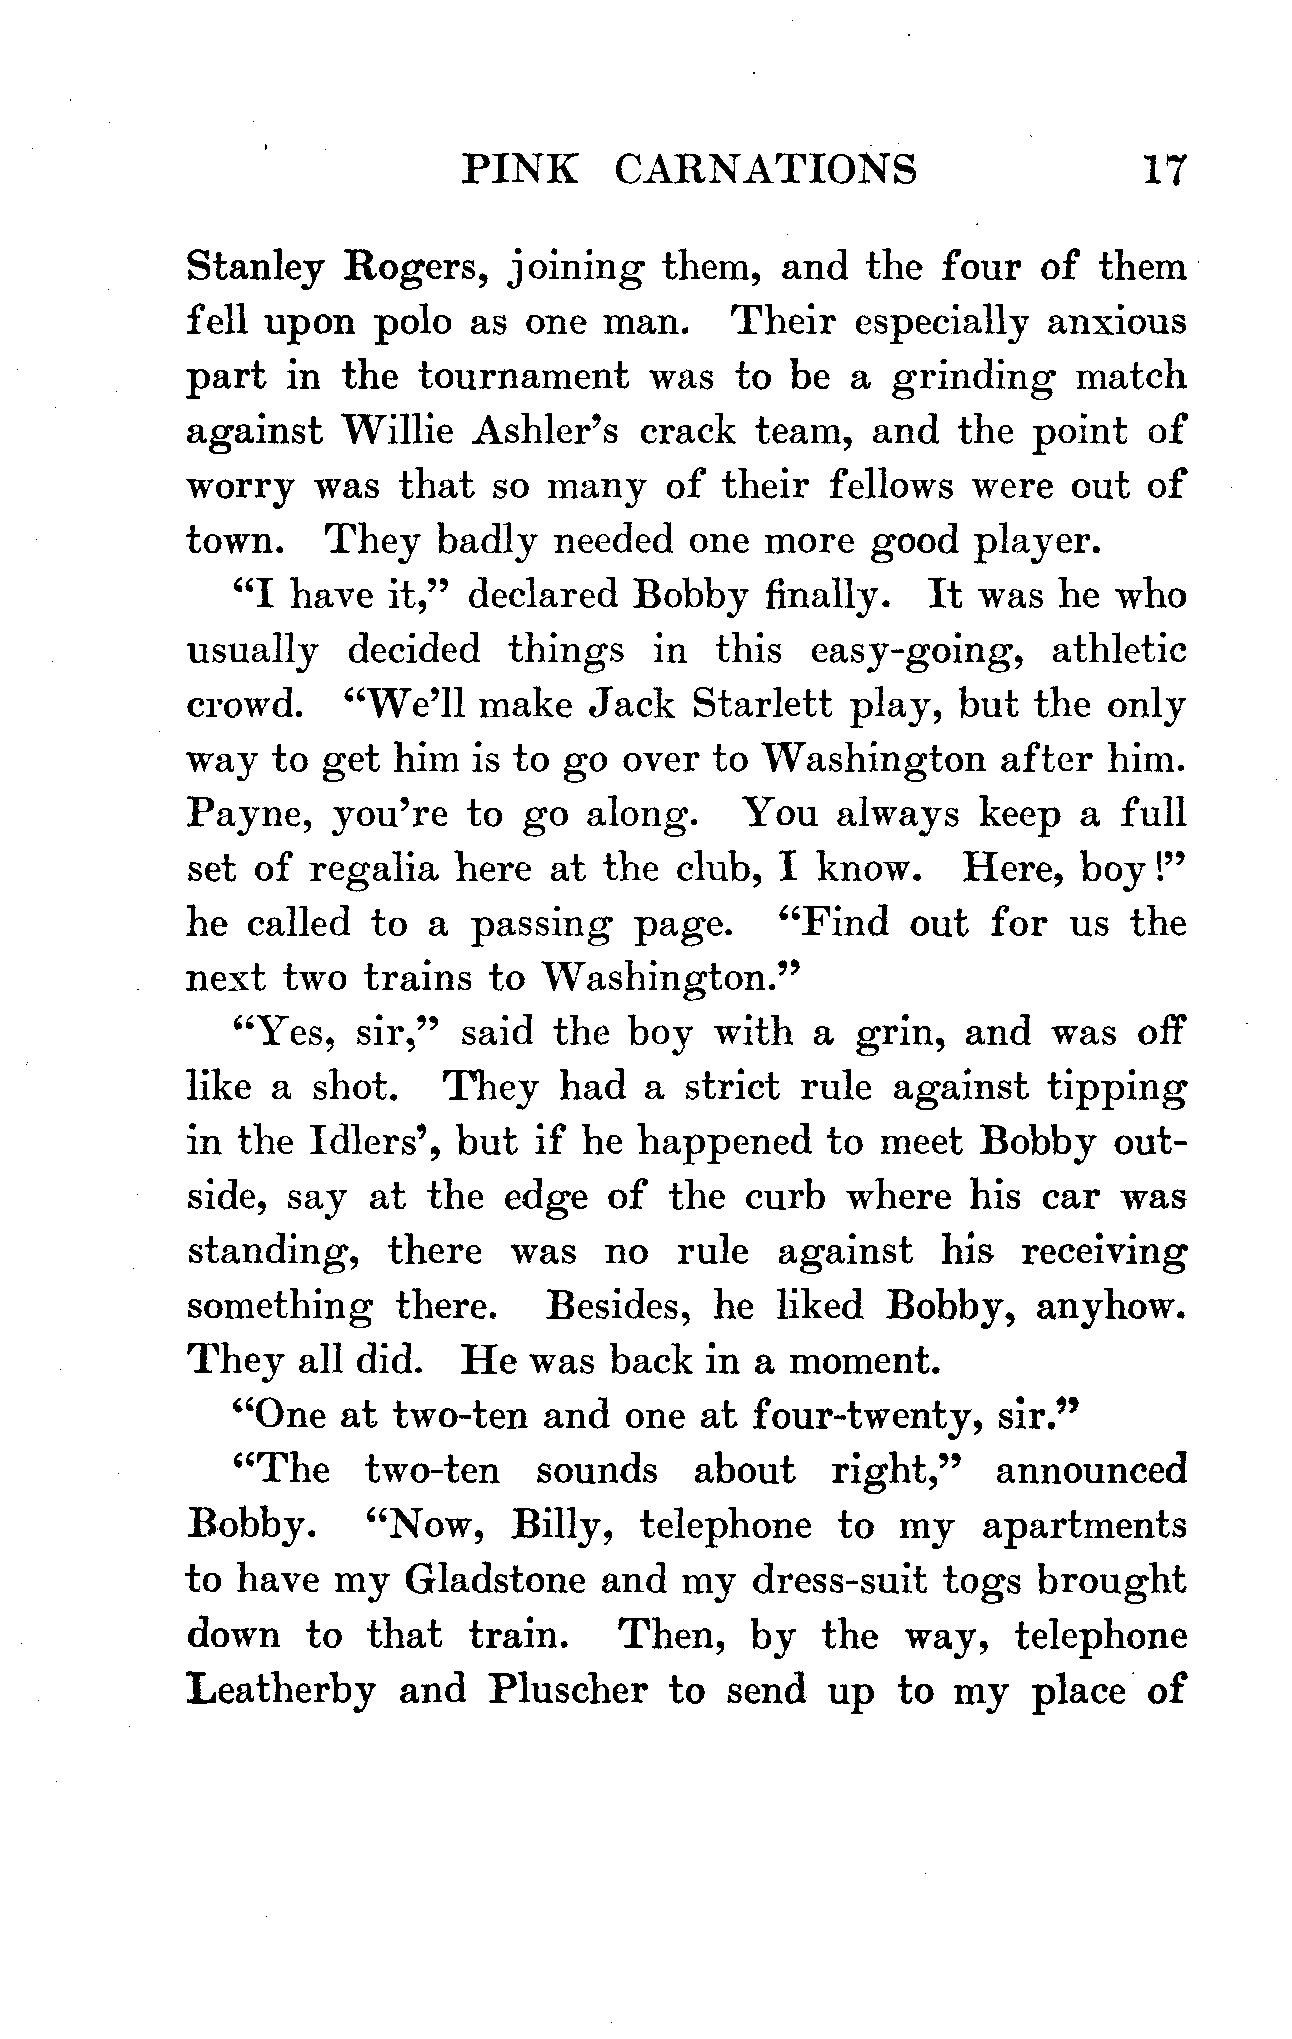 PINK CARNATIONS 17
Stanley Rogers, joining them, and the four of them
fell upon polo as one man. Their especially anxious
part in the tournament was to be a grinding match
against Willie Ashler's crack team, and the point of
worry was that so many of their fellows were out of
town. They badly needed one more good player.
“I have it,” declared Bobby finally. It was he who
usually decided things in this easy-going, athletic
crowd. “We'll make Jack Starlett play, but the only
way to get him is to go over to Washington after him.
Payne, you're to go along. You always keep a full
set of regalia here at the club, I know. Here, boy!”
he called to a passing page. “Find out for us the
next two trains to Washington.”
“Yes, sir,” said the boy with a grin, and was off
like a shot. They had a strict rule against tipping
in the Idlers', but if he happened to meet Bobby out-
side, say at the edge of the curb where his car was
standing, there was no rule against his receiving
something there. Besides, he liked Bobby, anyhow.
They all did. He was back in a moment.
“One at two-ten and one at four-twenty, sir.”
“The two-ten sounds about right,” announced
Bobby. “Now, Billy, telephone to my apartments
to have my Gladstone and my dress-suit togs brought
down to that train. Then, by the way, telephone
Leatherby and Pluscher to send up to my place of